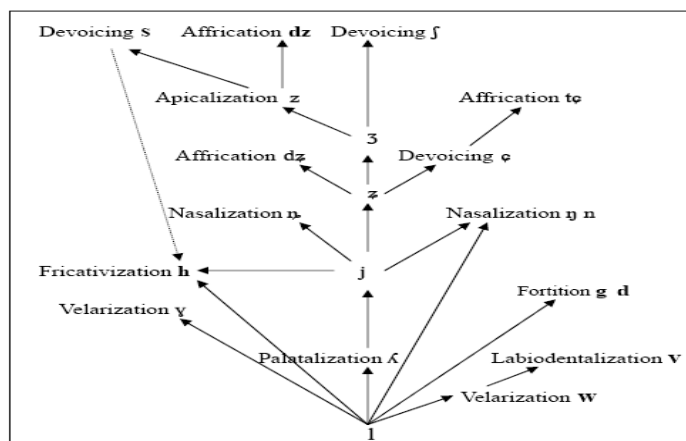 Devoicing s Affrication dz Devoicing ʃ
Apicalization z Affrication tɕ
ʒ
Affrication dʑ Devoicing ɕ
ʑ
Nasalization ȵ Nasalization ŋ n
Fricativization h j
Fortition g d
Velarization ɣ
Palatalization ʎ Labiodentalization v
Velarization w
l